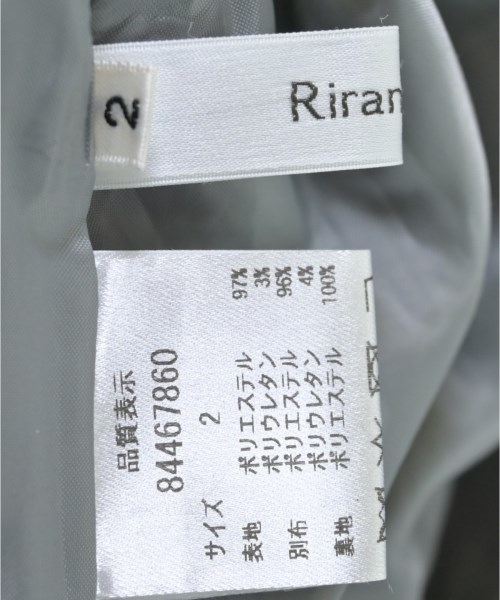 2
Riran
品質表示
84467860
サイズ 2
表地 ポリエステル 97%
ポリウレタン 3%
別布 ポリエステル 96%
ポリウレタン 4%
裏地 ポリエステル 100%